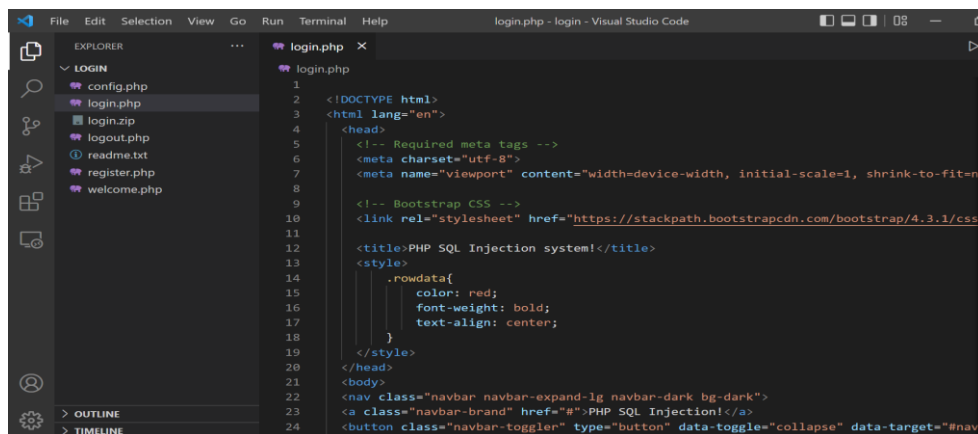 File Edit Selection View Go Run Terminal Help login.php - login - Visual Studio Code
EXPLORER ...
LOGIN
config.php
login.php
login.zip
logout.php
readme.txt
register.php
welcome.php
OUTLINE
TIMELINE
login.php
login.php
1
2 <!DOCTYPE html>
3 <html lang="en">
4 <head>
5 <!-- Required meta tags -->
6 <meta charset="utf-8">
7 <meta name="viewport" content="width=device-width, initial-scale=1, shrink-to-fit=n
8
9 <!-- Bootstrap CSS -->
10 <link rel="stylesheet" href="https://stackpath.bootstrapcdn.com/bootstrap/4.3.1/css
11
12 <title>PHP SQL Injection system!</title>
13 <style>
14 .rowdata{
15 color: red;
16 font-weight: bold;
17 text-align: center;
18 }
19 </style>
20 </head>
21 <body>
22 <nav class="navbar navbar-expand-lg navbar-dark bg-dark">
23 <a class="navbar-brand" href="#">PHP SQL Injection!</a>
24 <button class="navbar-toggler" type="button" data-toggle="collapse" data-target="#nav